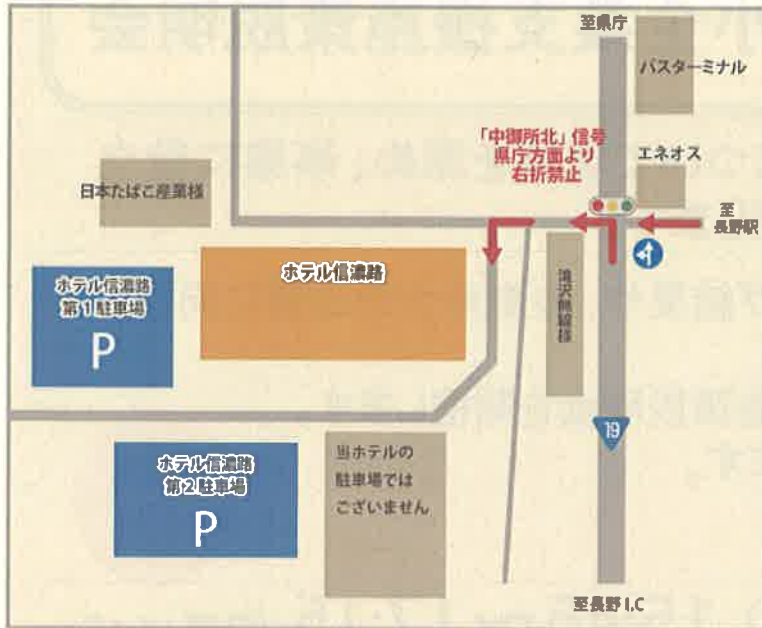 至県庁
バスターミナル
「中御所北」信号
県庁方面より
右折禁止
エネオス
日本たばこ産業様
至
長野駅
ホテル信濃路
ホテル信濃路
第1駐車場
P
滝沢無線様
19
ホテル信濃路
第2駐車場
P
当ホテルの
駐車場では
ございません
至長野I.C